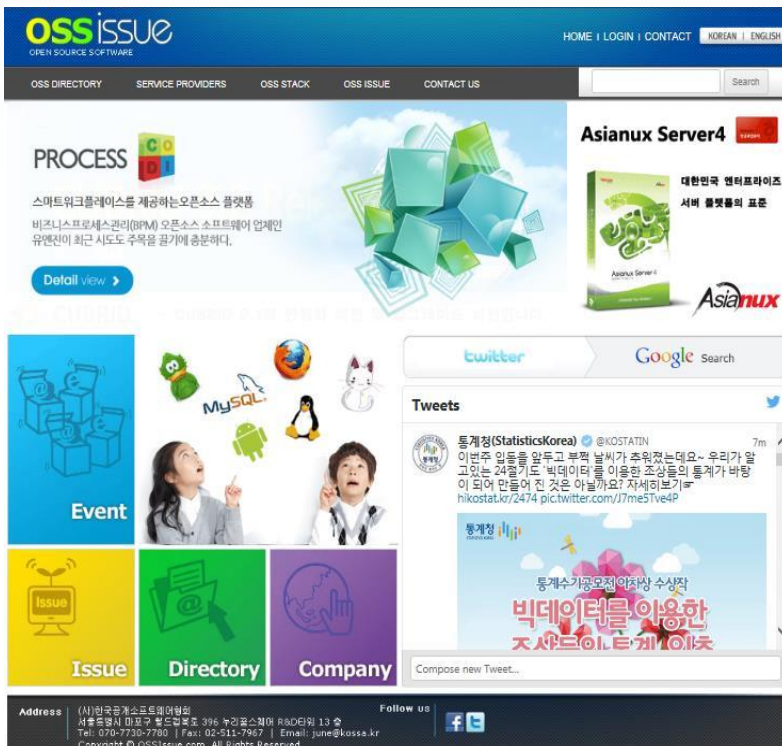 OSS ISSUE
OPEN SOURCE SOFTWARE
HOME | LOGIN | CONTACT
KOREAN | ENGLISH
OSS DIRECTORY
SERVICE PROVIDERS
OSS STACK
OSS ISSUE
CONTACT US
Search
PROCESS
CO
DI
스마트워크플레이스를 제공하는오픈소스 플랫폼
비즈니스프로세스관리(BPM) 오픈소스 소프트웨어 업체인
유엔진이 최근 시도도 주목을 끌기에 충분하다.
Detail view
Asianux Server4
대한민국 엔터프라이즈
서버 플랫폼의 표준
Asianux Server 4
Asianux
Event
MySQL
twitter
Google Search
Tweets
통계청(StatisticsKorea) @KOSTATIN
7m
이번주 입동을 앞두고 부쩍 날씨가 추워졌는데요~ 우리가 알
고있는 24절기도 '빅데이터'를 이용한 조상들의 통계가 바탕
이 되어 만들어 진 것은 아닐까요? 자세히보기☞
hikostat.kr/2474 pic.twitter.com/J7me5Tve4P
통계청
통계수기공모전 아차상 수상작
빅데이터를 이용한
조상들의 통계, 입추
Compose new Tweet...
Issue
Issue
Directory
Company
Address
(사)한국공개소프트웨어협회
서울특별시 마포구 월드컵북로 396 누리꿈스퀘어 R&D타워 13 층
Tel: 070-7730-7780 | Fax: 02-511-7967 | Email: june@kossa.kr
Copyright © OSSIssue.com. All Rights Reserved
Follow us